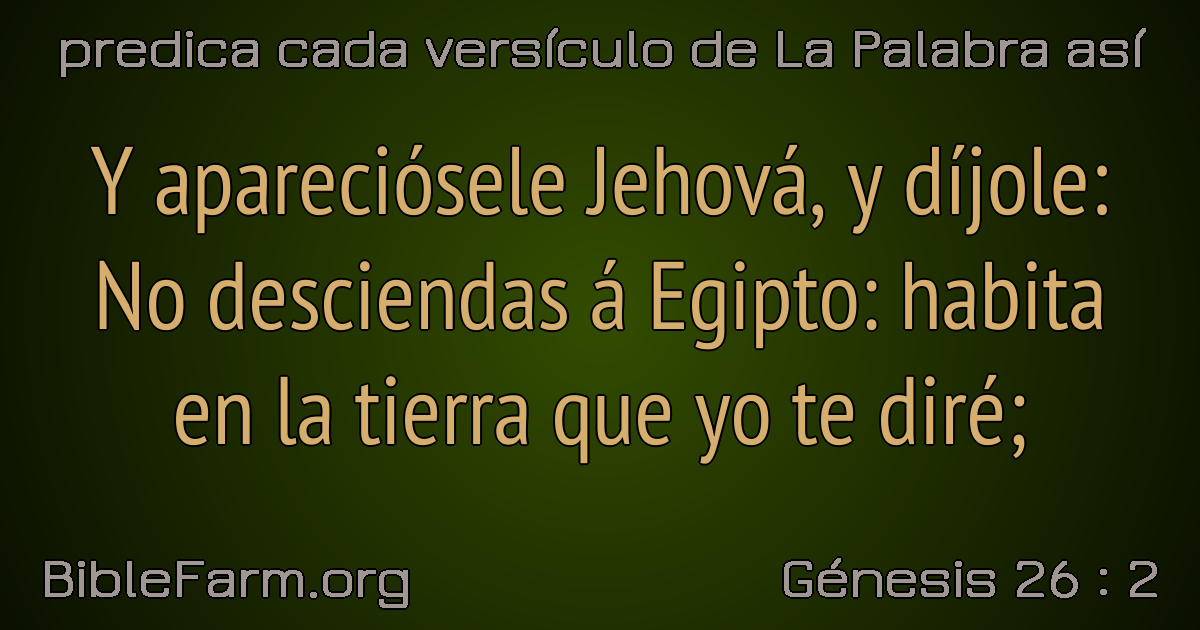 predica cada versículo de La Palabra así
Y apareciósele Jehová, y díjole:
No desciendas á Egipto: habita
en la tierra que yo te diré;
BibleFarm.org
Génesis 26 : 2